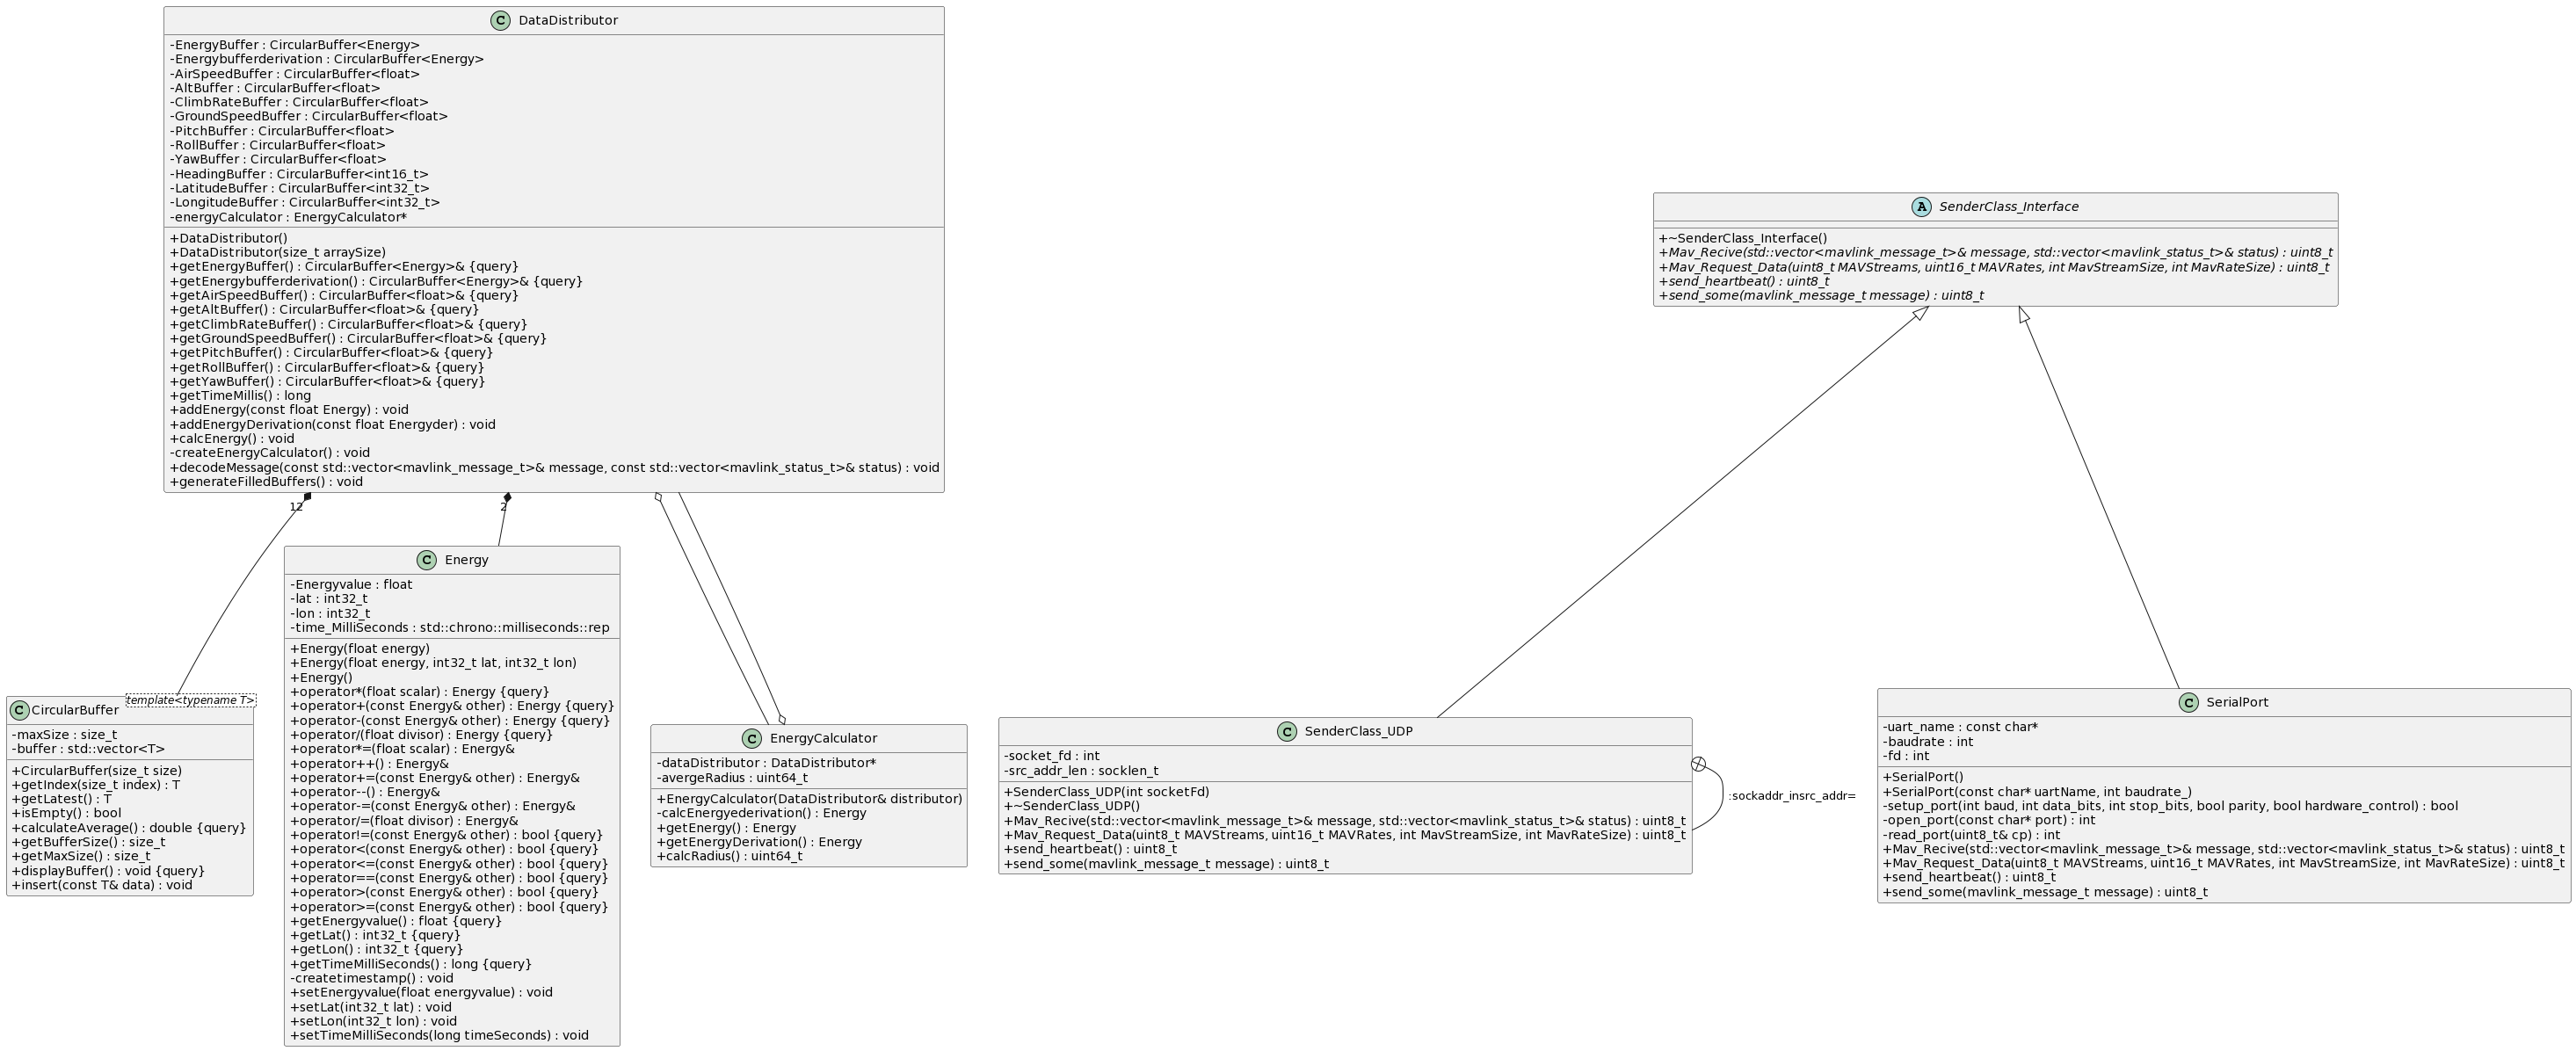 C DataDistributor
-EnergyBuffer : CircularBuffer<Energy>
-Energybufferderivation : CircularBuffer<Energy>
-AirSpeedBuffer : CircularBuffer<float>
-AltBuffer : CircularBuffer<float>
-ClimbRateBuffer : CircularBuffer<float>
-GroundSpeedBuffer : CircularBuffer<float>
-PitchBuffer : CircularBuffer<float>
-RollBuffer : CircularBuffer<float>
-YawBuffer : CircularBuffer<float>
-HeadingBuffer : CircularBuffer<int16_t>
-LatitudeBuffer : CircularBuffer<int32_t>
-LongitudeBuffer : CircularBuffer<int32_t>
-energyCalculator : EnergyCalculator*
+DataDistributor()
+DataDistributor(size_t arraySize)
+getEnergyBuffer() : CircularBuffer<Energy>& {query}
+getEnergybufferderivation() : CircularBuffer<Energy>& {query}
+getAirSpeedBuffer() : CircularBuffer<float>& {query}
+getAltBuffer() : CircularBuffer<float>& {query}
+getClimbRateBuffer() : CircularBuffer<float>& {query}
+getGroundSpeedBuffer() : CircularBuffer<float>& {query}
+getPitchBuffer() : CircularBuffer<float>& {query}
+getRollBuffer() : CircularBuffer<float>& {query}
+getYawBuffer() : CircularBuffer<float>& {query}
+getTimeMillis() : long
+addEnergy(const float Energy) : void
+addEnergyDerivation(const float Energyder) : void
+calcEnergy() : void
-createEnergyCalculator() : void
+decodeMessage(const std::vector<mavlink_message_t>& message, const std::vector<mavlink_status_t>& status) : void
+generateFilledBuffers() : void
12
2
A SenderClass_Interface
+~SenderClass_Interface()
+Mav_Recive(std::vector<mavlink_message_t>& message, std::vector<mavlink_status_t>& status) : uint8_t
+Mav_Request_Data(uint8_t MAVStreams, uint16_t MAVRates, int MavStreamSize, int MavRateSize) : uint8_t
+send_heartbeat() : uint8_t
+send_some(mavlink_message_t message) : uint8_t
C CircularBuffer
template<typename T>
-maxSize : size_t
-buffer : std::vector<T>
+CircularBuffer(size_t size)
+getIndex(size_t index) : T
+getLatest() : T
+isEmpty() : bool
+calculateAverage() : double {query}
+getBufferSize() : size_t
+getMaxSize() : size_t
+displayBuffer() : void {query}
+insert(const T& data) : void
C Energy
-Energyvalue : float
-lat : int32_t
-lon : int32_t
-time_MilliSeconds : std::chrono::milliseconds::rep
+Energy(float energy)
+Energy(float energy, int32_t lat, int32_t lon)
+Energy()
+operator*(float scalar) : Energy {query}
+operator+(const Energy& other) : Energy {query}
+operator-(const Energy& other) : Energy {query}
+operator/(float divisor) : Energy {query}
+operator*=(float scalar) : Energy&
+operator++() : Energy&
+operator+=(const Energy& other) : Energy&
+operator--() : Energy&
+operator-=(const Energy& other) : Energy&
+operator/=(float divisor) : Energy&
+operator!=(const Energy& other) : bool {query}
+operator<(const Energy& other) : bool {query}
+operator<=(const Energy& other) : bool {query}
+operator==(const Energy& other) : bool {query}
+operator>(const Energy& other) : bool {query}
+operator>=(const Energy& other) : bool {query}
+getEnergyvalue() : float {query}
+getLat() : int32_t {query}
+getLon() : int32_t {query}
+getTimeMilliSeconds() : long {query}
-createtimestamp() : void
+setEnergyvalue(float energyvalue) : void
+setLat(int32_t lat) : void
+setLon(int32_t lon) : void
+setTimeMilliSeconds(long timeSeconds) : void
C EnergyCalculator
-dataDistributor : DataDistributor*
-avergeRadius : uint64_t
+EnergyCalculator(DataDistributor& distributor)
-calcEnergyederivation() : Energy
+getEnergy() : Energy
+getEnergyDerivation() : Energy
+calcRadius() : uint64_t
C SenderClass_UDP
-socket_fd : int
-src_addr_len : socklen_t
+SenderClass_UDP(int socketFd)
+~SenderClass_UDP()
+Mav_Recive(std::vector<mavlink_message_t>& message, std::vector<mavlink_status_t>& status) : uint8_t
+Mav_Request_Data(uint8_t MAVStreams, uint16_t MAVRates, int MavStreamSize, int MavRateSize) : uint8_t
+send_heartbeat() : uint8_t
+send_some(mavlink_message_t message) : uint8_t
:sockaddr_insrc_addr=
C SerialPort
-uart_name : const char*
-baudrate : int
-fd : int
+SerialPort()
+SerialPort(const char* uartName, int baudrate_)
-setup_port(int baud, int data_bits, int stop_bits, bool parity, bool hardware_control) : bool
-open_port(const char* port) : int
-read_port(uint8_t& cp) : int
+Mav_Recive(std::vector<mavlink_message_t>& message, std::vector<mavlink_status_t>& status) : uint8_t
+Mav_Request_Data(uint8_t MAVStreams, uint16_t MAVRates, int MavStreamSize, int MavRateSize) : uint8_t
+send_heartbeat() : uint8_t
+send_some(mavlink_message_t message) : uint8_t